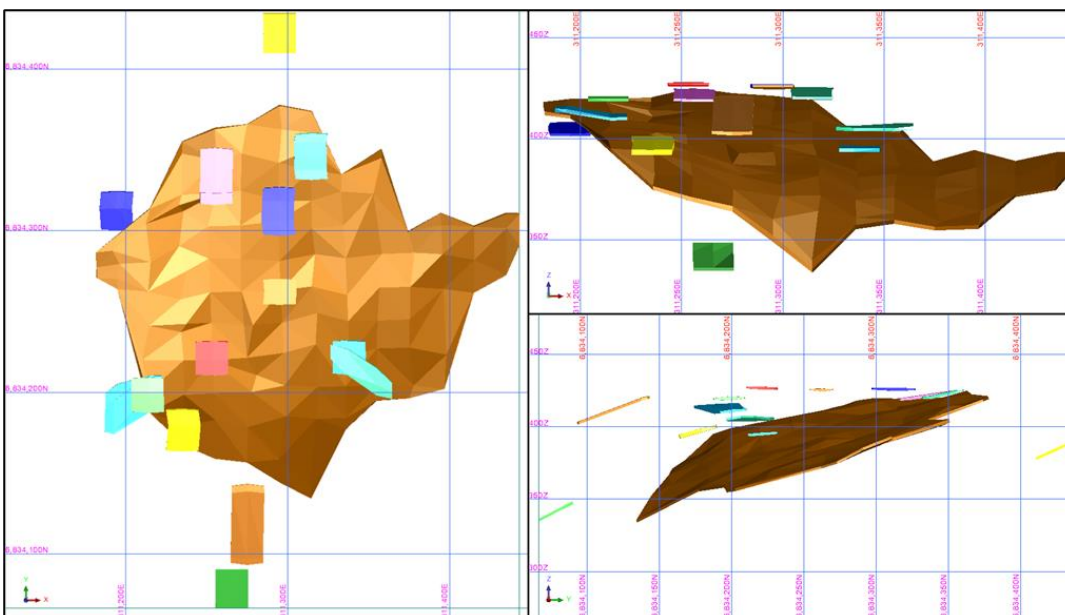 6,834,400N
6,834,300N
6,834,200N
6,834,100N
311,200E
311,300E
311,400E
Y
X
311,200E
311,250E
311,300E
311,350E
311,400E
450Z
400Z
350Z
311,200E
311,250E
311,300E
311,350E
311,400E
Z
X
6,834,100N
6,834,200N
6,834,300N
6,834,400N
450Z
400Z
350Z
300Z
6,834,100N
6,834,150N
6,834,200N
6,834,250N
6,834,300N
6,834,350N
6,834,400N
Z
Y